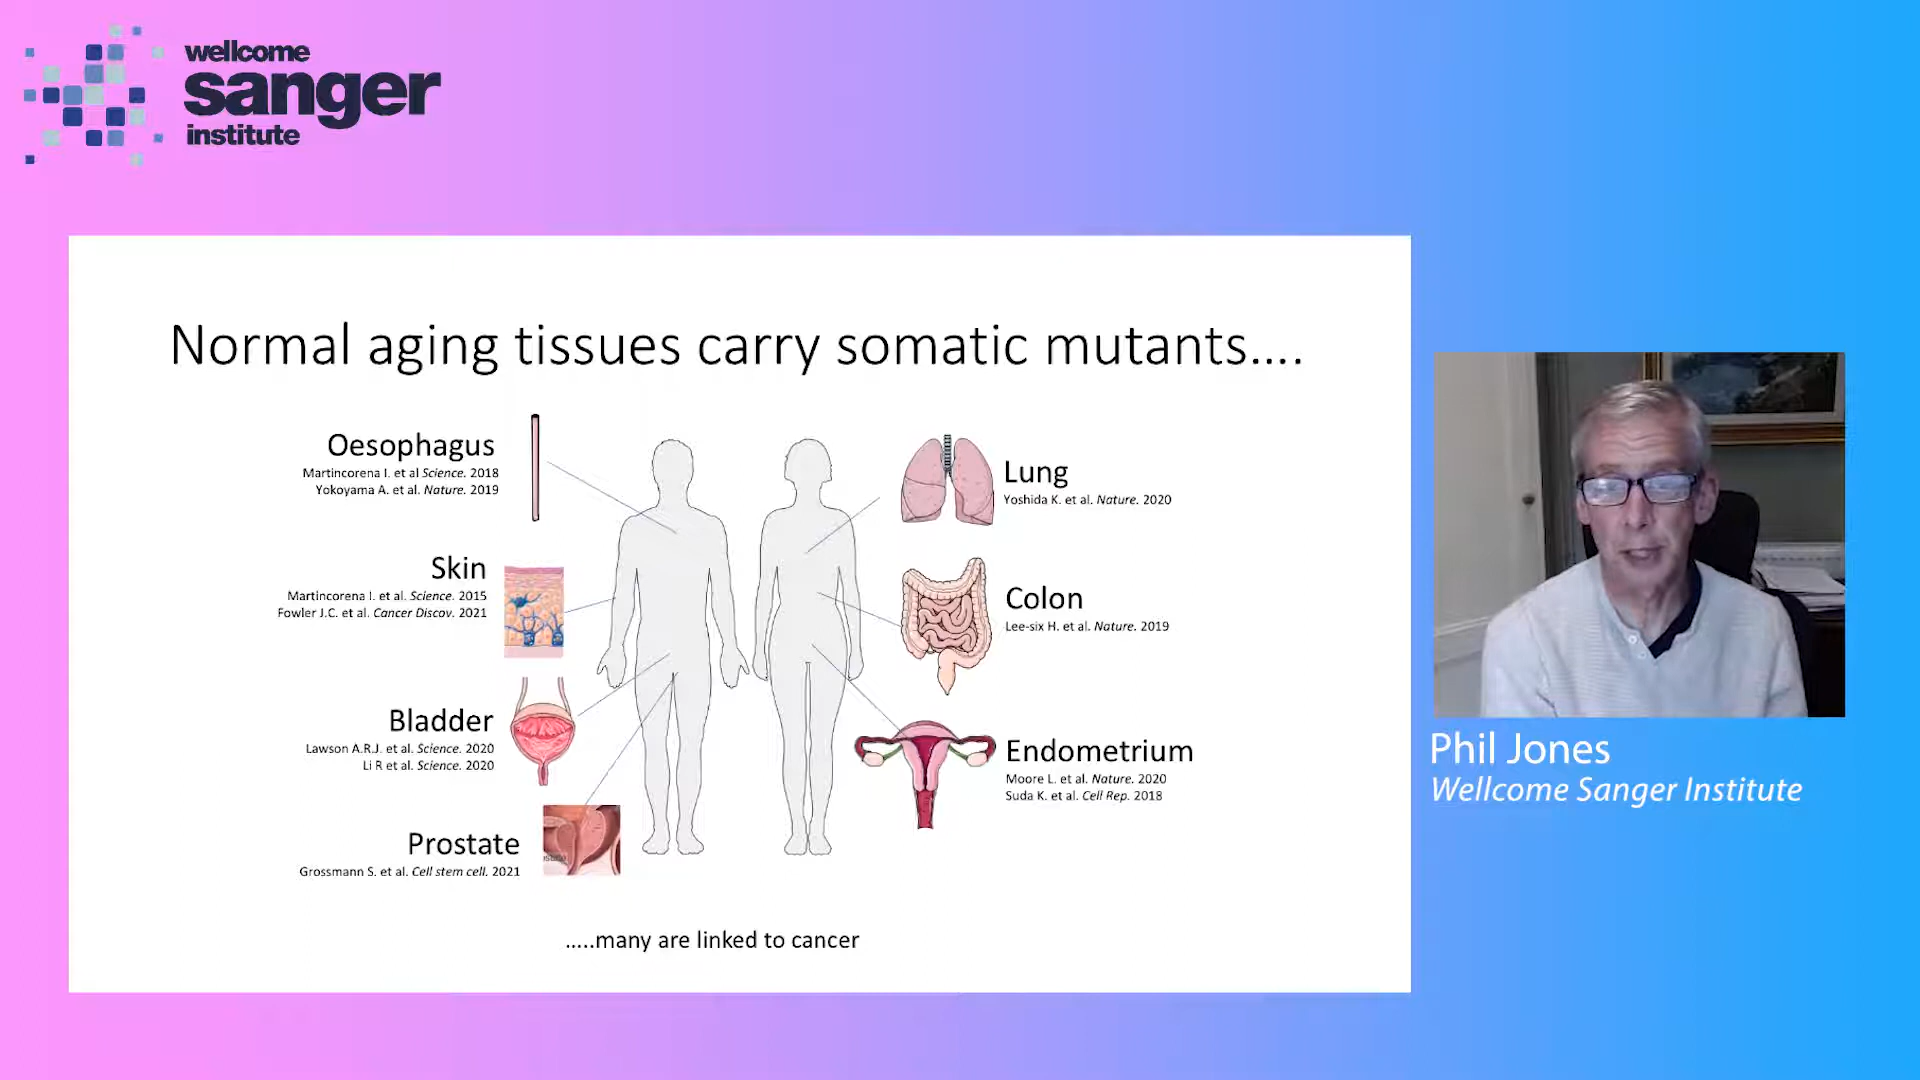 wellcome
sanger
institute
Normal aging tissues carry somatic mutants....
Oesophagus
Martincorena I. et al Science. 2018
Yokoyama A. et al. Nature. 2019
Skin
Martincorena I. et al. Science. 2015
Fowler J.C. et al. Cancer Discov. 2021
Bladder
Lawson A.R.J. et al. Science. 2020
Li R et al. Science. 2020
Prostate
Grossmann S. et al. Cell stem cell. 2021
Lung
Yoshida K. et al. Nature. 2020
Colon
Lee-six H. et al. Nature. 2019
Endometrium
Moore L. et al. Nature. 2020
Suda K. et al. Cell Rep. 2018
.....many are linked to cancer
Phil Jones
Wellcome Sanger Institute